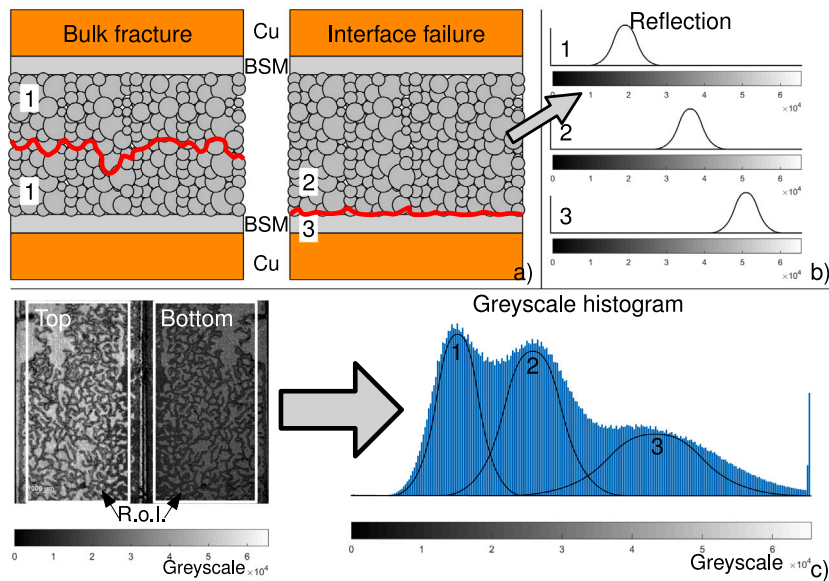 Bulk fracture
Cu
Interface failure
BSM
1
1
2
3
BSM
Cu
a)
Reflection
1
0 1 2 3 4 5 6
×10⁴
2
0 1 2 3 4 5 6
×10⁴
3
0 1 2 3 4 5 6
×10⁴
b)
Top
Bottom
1000 µm
R.o.I.
0 1 2 3 4 5 6
Greyscale ×10⁴
Greyscale histogram
1
2
3
0 1 2 3 4 5 6
Greyscale ×10⁴
c)